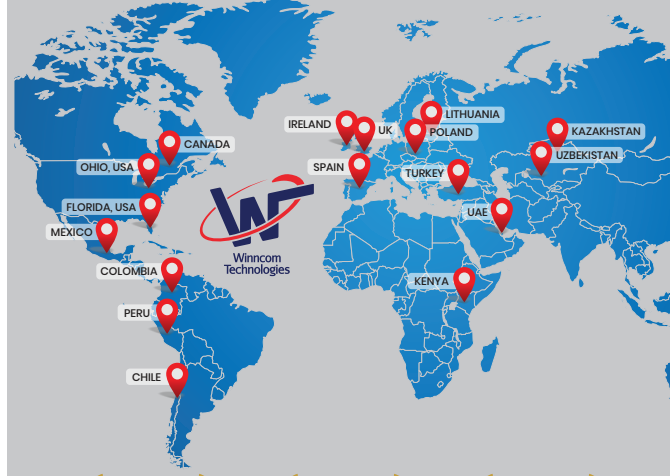 LITHUANIA
IRELAND
UK
POLAND
KAZAKHSTAN
CANADA
UZBEKISTAN
OHIO, USA
SPAIN
TURKEY
FLORIDA, USA
UAE
MEXICO
W
Winncom
Technologies
COLOMBIA
KENYA
PERU
CHILE